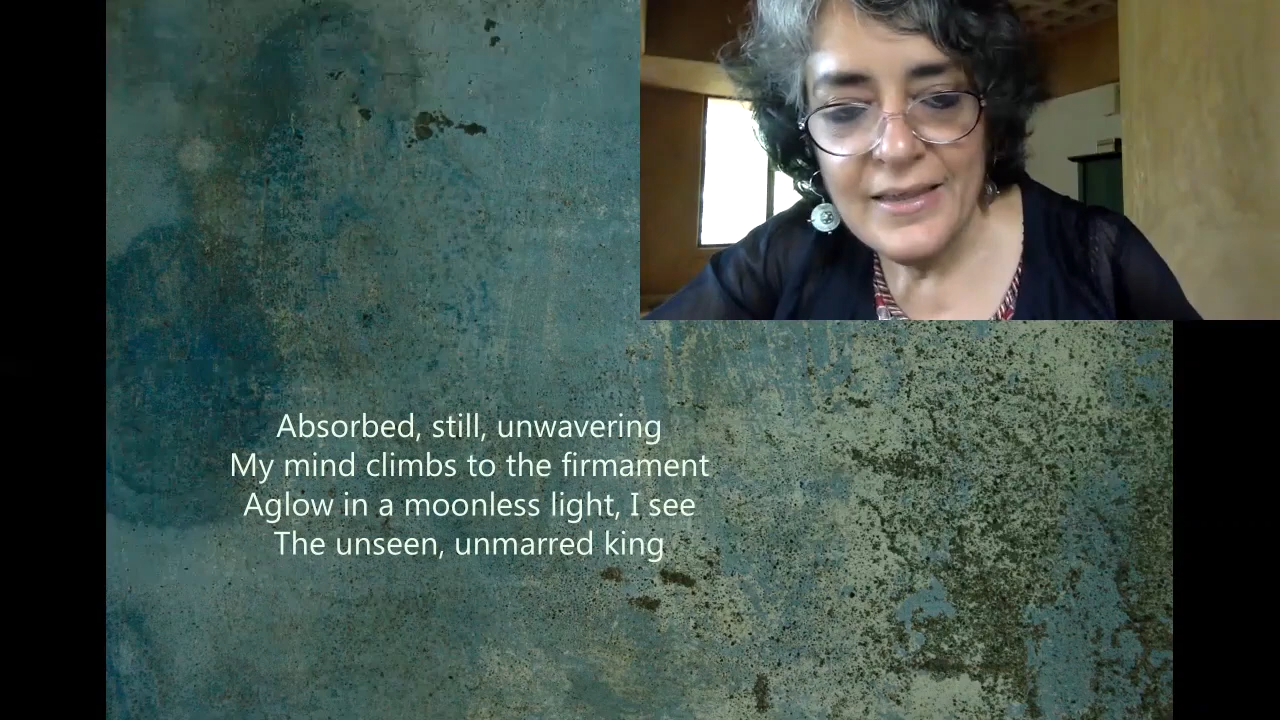 Absorbed, still, unwavering
My mind climbs to the firmament
Aglow in a moonless light, I see
The unseen, unmarred king